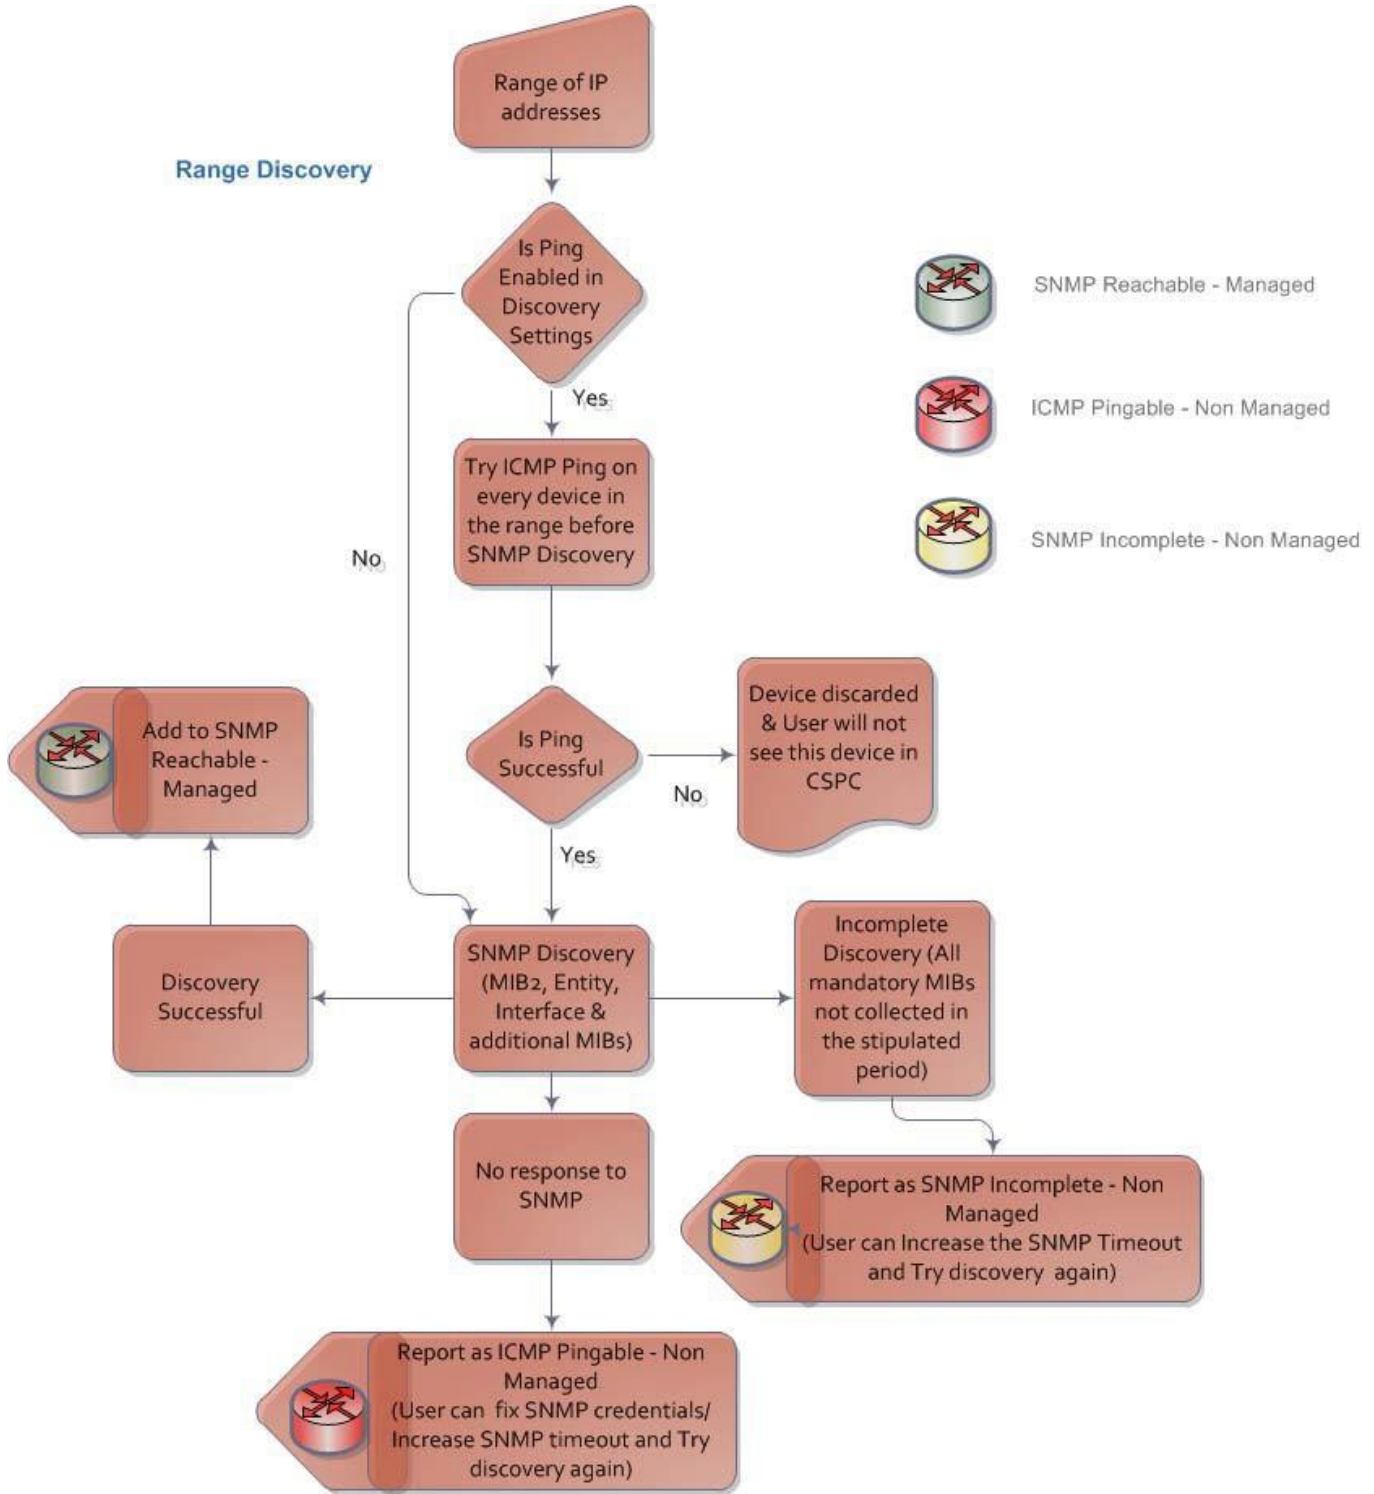 Range of IP
addresses
Range Discovery
Is Ping
Enabled in
Discovery
Settings
SNMP Reachable - Managed
ICMP Pingable - Non Managed
SNMP Incomplete - Non Managed
Yes
Try ICMP Ping on
every device in
the range before
SNMP Discovery
No
Is Ping
Successful
No
Device discarded
& User will not
see this device in
CSPC
Add to SNMP
Reachable -
Managed
Yes
Discovery
Successful
SNMP Discovery
(MIB2, Entity,
Interface &
additional MIBs)
Incomplete
Discovery (All
mandatory MIBs
not collected in
the stipulated
period)
No response to
SNMP
Report as SNMP Incomplete - Non
Managed
(User can Increase the SNMP Timeout
and Try discovery again)
Report as ICMP Pingable - Non
Managed
(User can fix SNMP credentials/
Increase SNMP timeout and Try
discovery again)